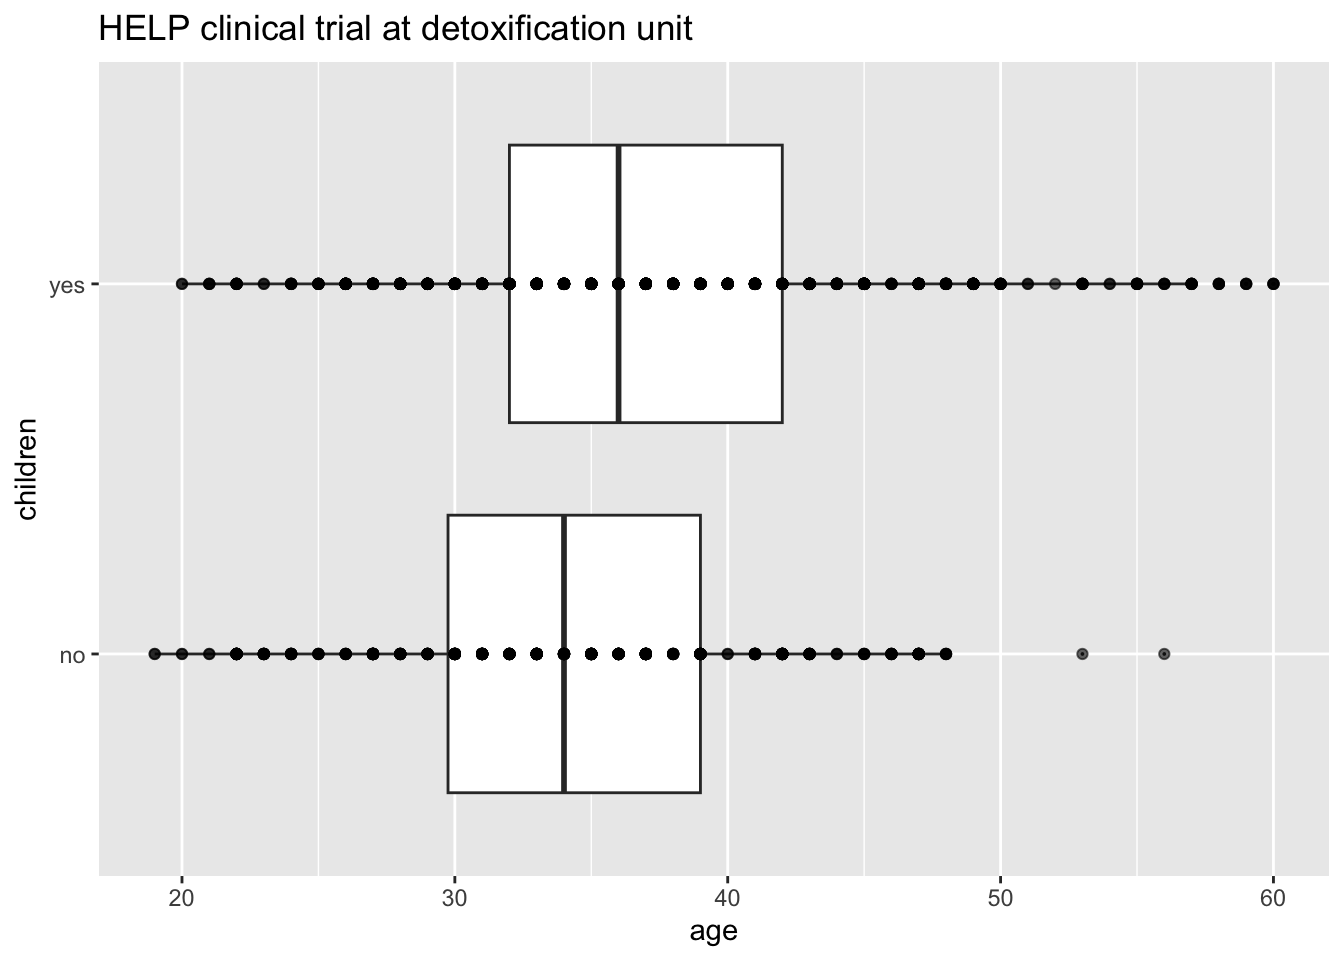 HELP clinical trial at detoxification unit
children
yes
no
20 30 40 50 60
age